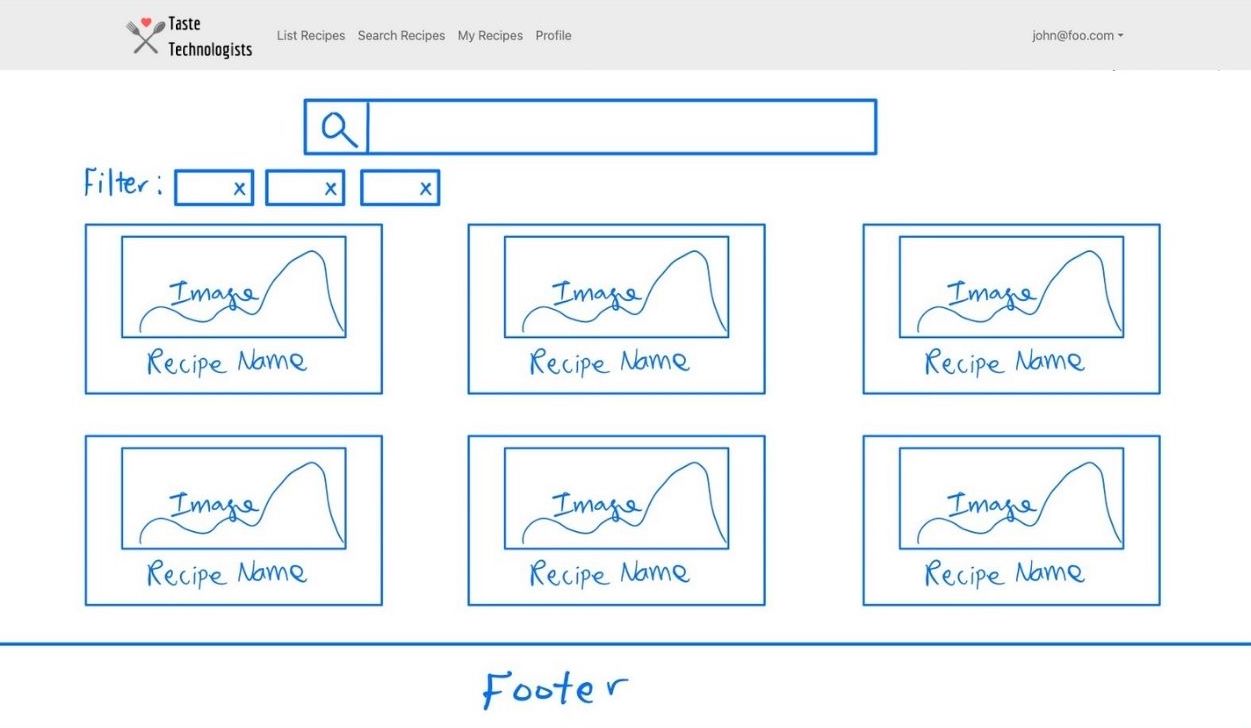 Taste
Technologists
List Recipes Search Recipes My Recipes Profile john@foo.com
Filter: x x x
Image Image Image
Recipe Name Recipe Name Recipe Name
Image Image Image
Recipe Name Recipe Name Recipe Name
Footer